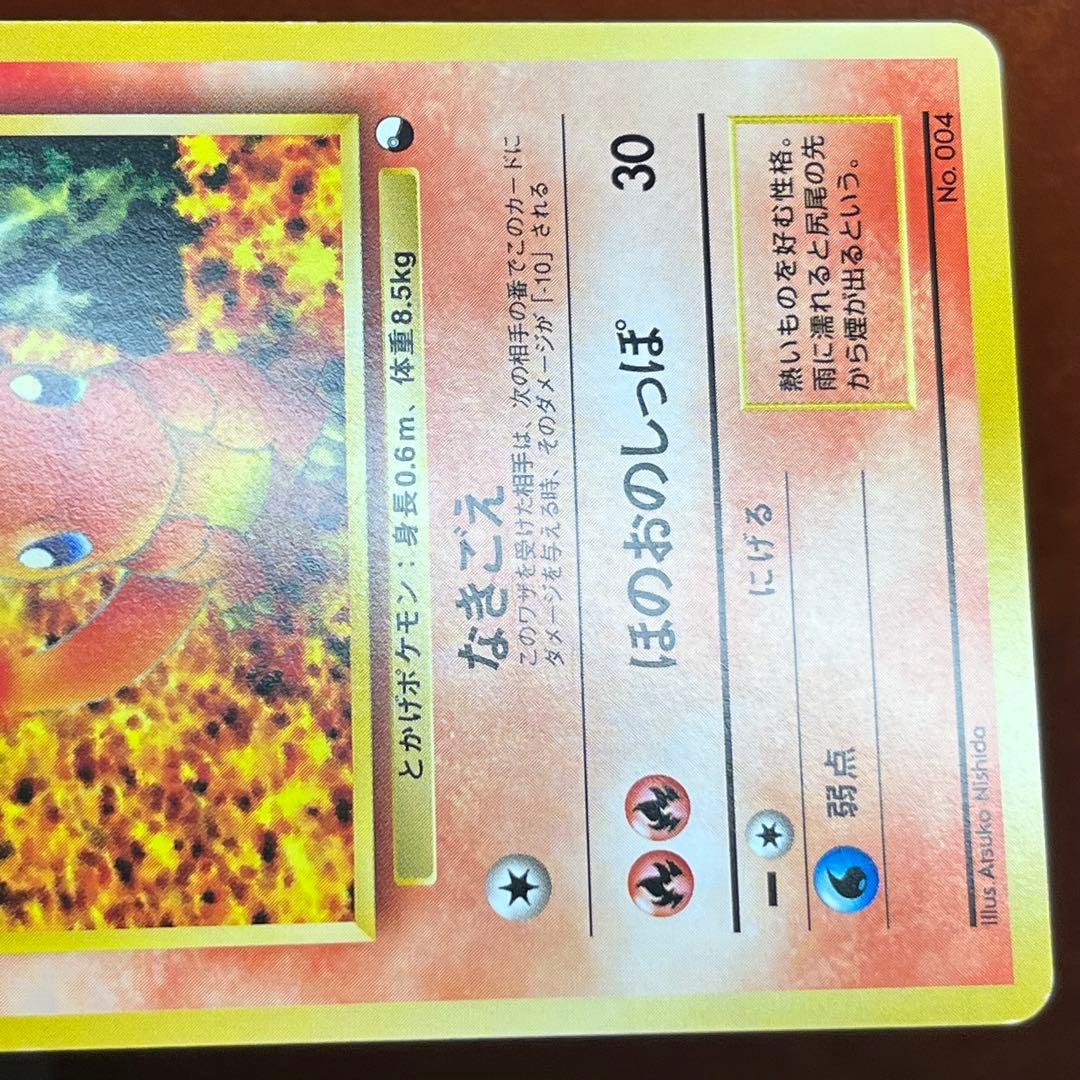 とかげポケモン：身長0.6m、体重8.5kg
なきごえ
このワザを受けた相手は、次の相手の番でこのカードに
ダメージを与える時、そのダメージが「-10」される
ほのおのしっぽ 30
ー にげる
弱点
熱いものを好む性格。
雨に濡れると尻尾の先
から煙が出るという。
Illus Atsuko Nishida
No. 004